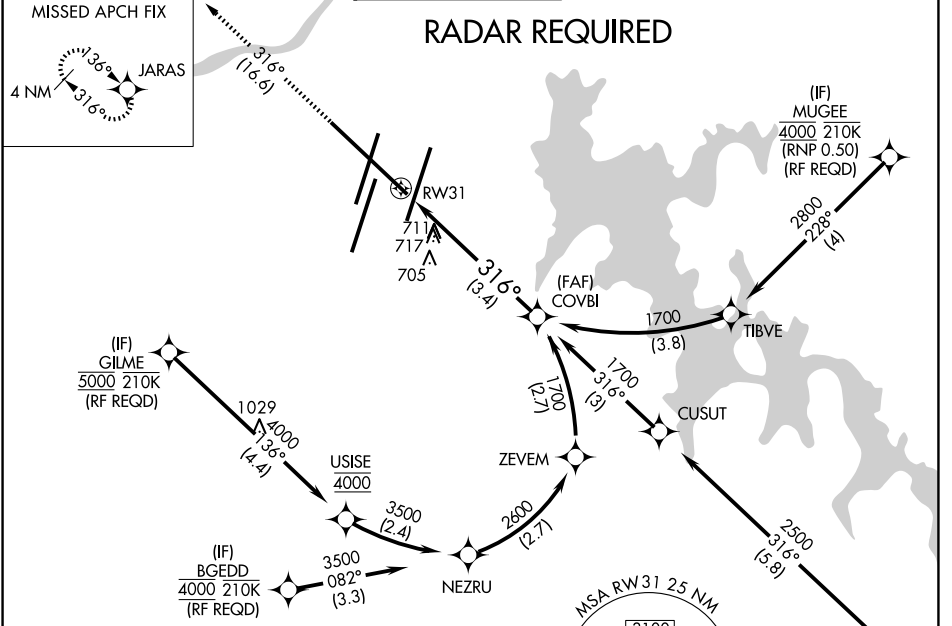 MISSED APCH FIX
136°
JARAS
4 NM
316°
316°
(16.6)
RADAR REQUIRED
(IF)
MUGEE
4000 210K
(RNP 0.50)
(RF REQD)
2800
228°
(4)
RW31
711
717
705
316°
(3.4)
(FAF)
COVBI
1700
(3.8)
TIBVE
(IF)
GILME
5000 210K
(RF REQD)
1029
4000
136°
(4.4)
1700
(2.7)
1700
316°
(3)
CUSUT
USISE
4000
ZEVEM
3500
(2.4)
2600
(2.7)
2500
316°
(5.8)
(IF)
BGEDD
4000 210K
(RF REQD)
3500
082°
(3.3)
NEZRU
MSA RW31 25 NM